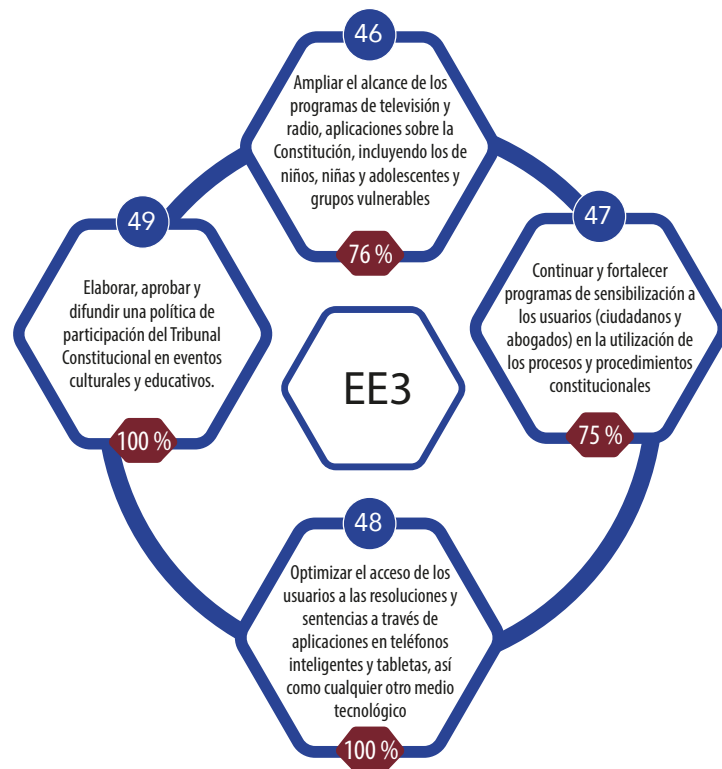 46
Ampliar el alcance de los
programas de televisión y
radio, aplicaciones sobre la
Constitución, incluyendo los de
niños, niñas y adolescentes y
grupos vulnerables
76 %
47
Continuar y fortalecer
programas de sensibilización a
los usuarios (ciudadanos y
abogados) en la utilización de
los procesos y procedimientos
constitucionales
75 %
49
Elaborar, aprobar y
difundir una política de
participación del Tribunal
Constitucional en eventos
culturales y educativos.
100 %
EE3
48
Optimizar el acceso de los
usuarios a las resoluciones y
sentencias a través de
aplicaciones en teléfonos
inteligentes y tabletas, así
como cualquier otro medio
tecnológico
100 %